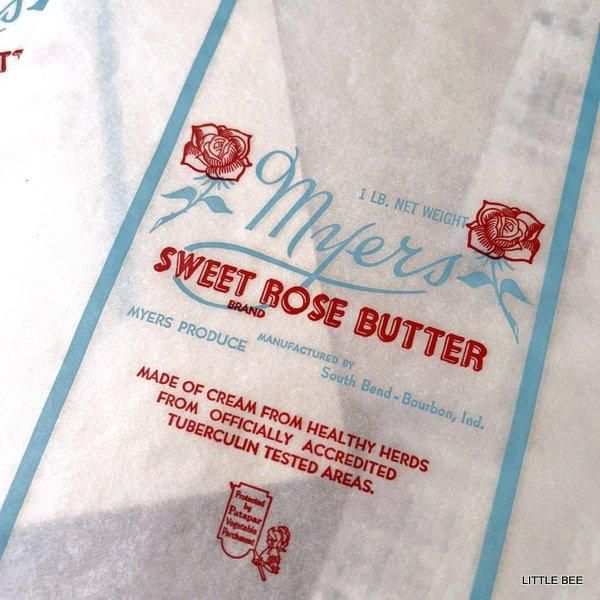 1 LB. NET WEIGHT
Myers
SWEET ROSE BUTTER
BRAND
MANUFACTURED BY
MYERS PRODUCE
South Bend-Bourbon, Ind.
MADE OF CREAM FROM HEALTHY HERDS
FROM OFFICIALLY ACCREDITED
TUBERCULIN TESTED AREAS.
Protected
by
Patapar
Vegetable
Parchment
LITTLE BEE